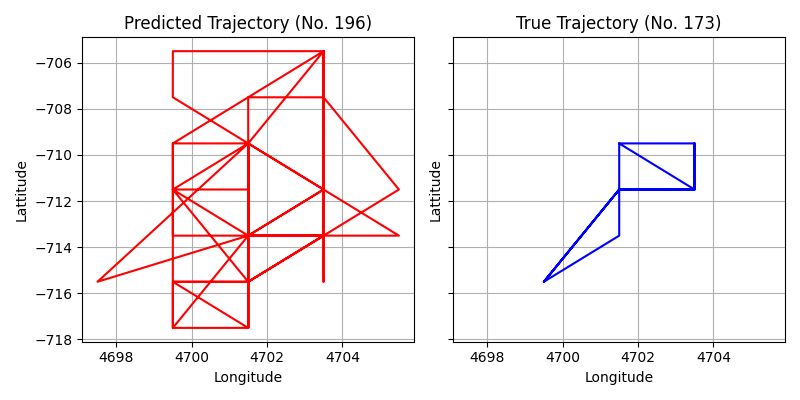 Predicted Trajectory (No. 196)
True Trajectory (No. 173)
−706
−708
−710
−712
−714
−716
−718
Lattitude
Lattitude
4698 4700 4702 4704
4698 4700 4702 4704
Longitude
Longitude